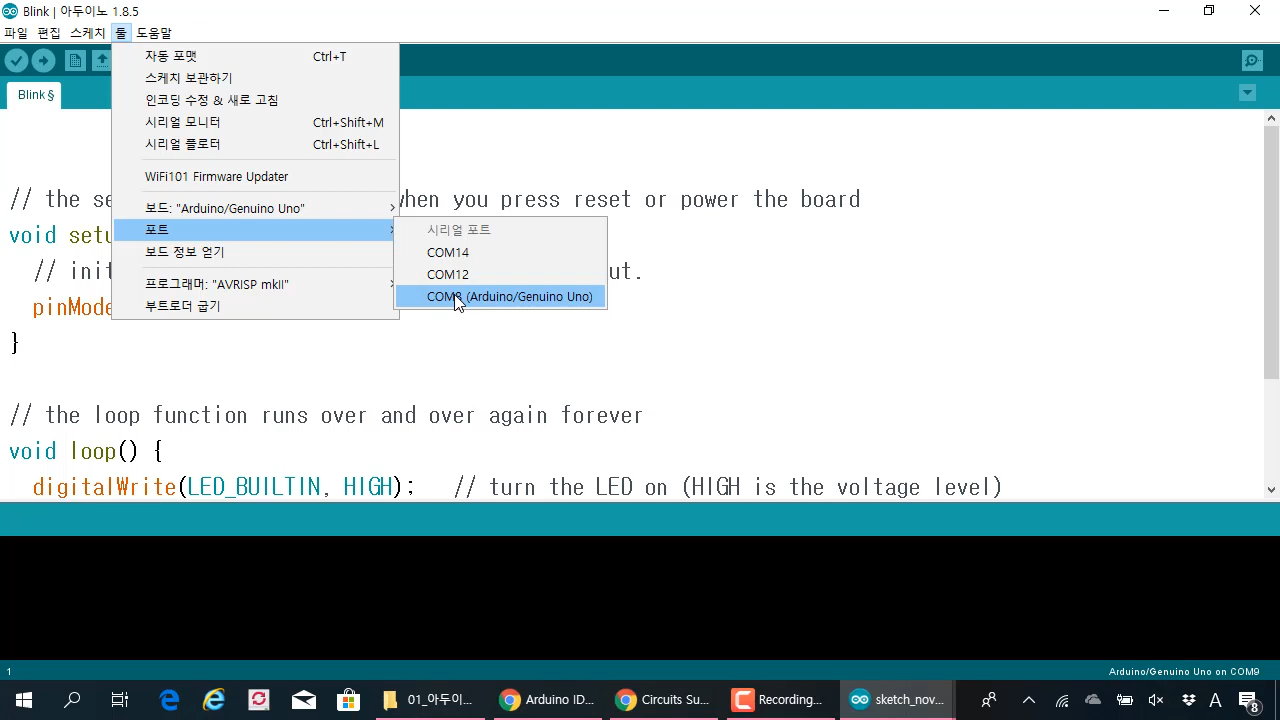 Blink | 아두이노 1.8.5
파일 편집 스케치 툴 도움말
자동 포맷 Ctrl+T
스케치 보관하기
인코딩 수정 & 새로 고침
시리얼 모니터 Ctrl+Shift+M
시리얼 플로터 Ctrl+Shift+L
WiFi101 Firmware Updater
보드: "Arduino/Genuino Uno"
포트
보드 정보 얻기
프로그래머: "AVRISP mkII"
부트로더 굽기
시리얼 포트
COM14
COM12
(Arduino/Genuino Uno)
Blink §
// the se when you press reset or power the board
void setu
// init ut.
pinMode
}
// the loop function runs over and over again forever
void loop() {
digitalWrite(LED_BUILTIN, HIGH); // turn the LED on (HIGH is the voltage level)
1
Arduino/Genuino Uno on COM9
01_아두이...
Arduino ID...
Circuits Su...
Recording...
sketch_nov...
A
8